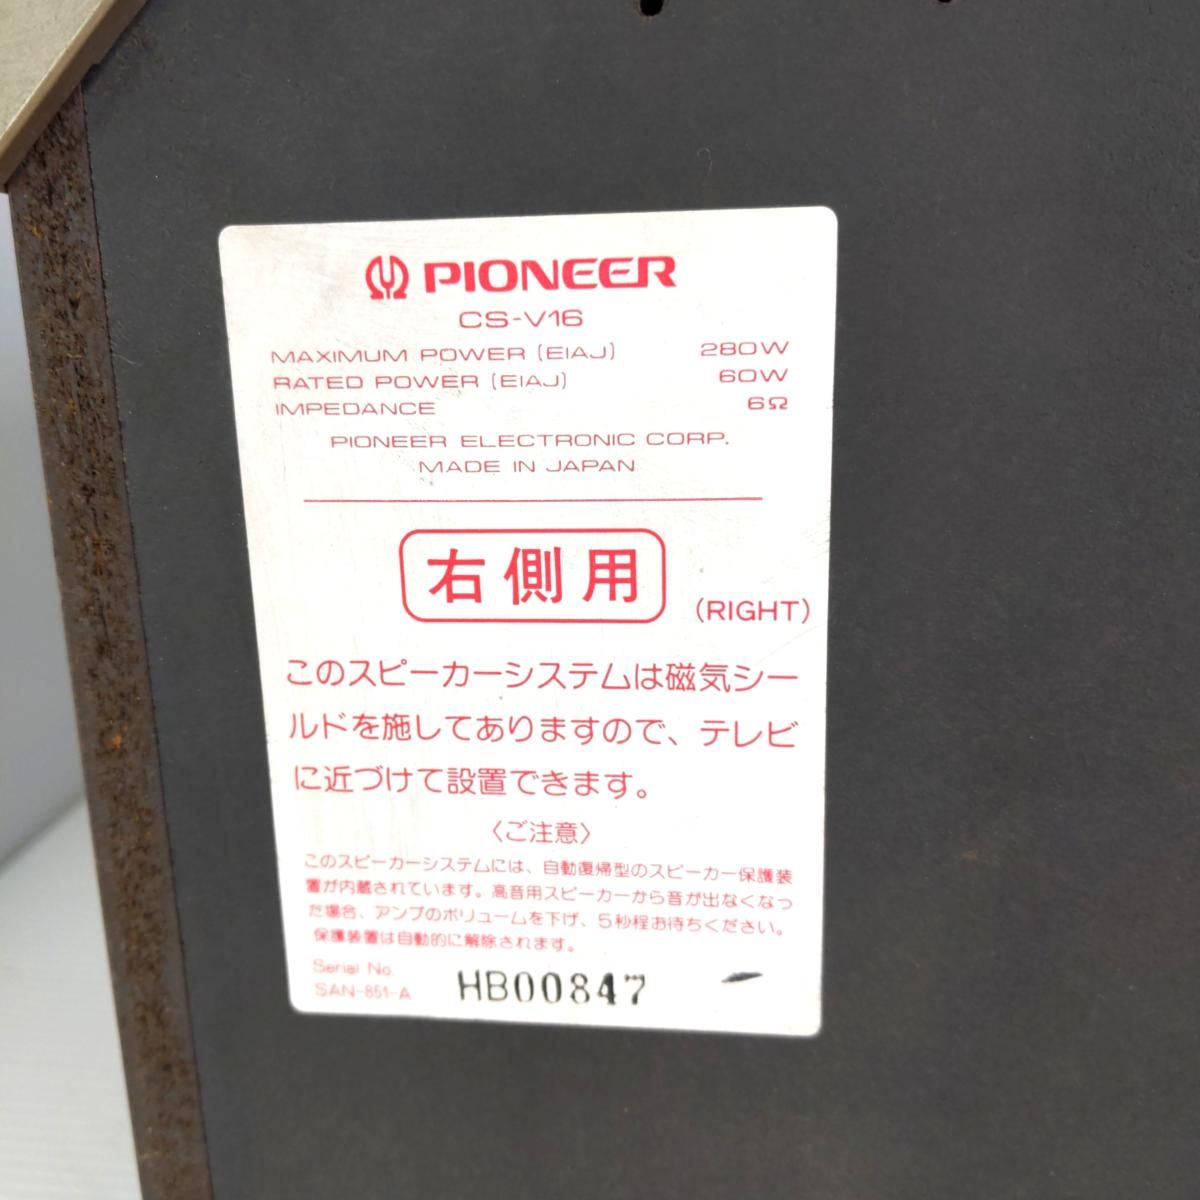 PIONEER
CS-V16
MAXIMUM POWER (EIAJ) 280W
RATED POWER (EIAJ) 60W
IMPEDANCE 6Ω
PIONEER ELECTRONIC CORP.
MADE IN JAPAN
右側用
(RIGHT)
このスピーカーシステムは磁気シー
ルドを施してありますので、テレビ
に近づけて設置できます。
〈ご注意〉
このスピーカーシステムには、自動復帰型のスピーカー保護装
置が内蔵されています。高音用スピーカーから音が出なくなっ
た場合、アンプのボリュームを下げ、5秒程お待ちください。
保護装置は自動的に解除されます。
Serial No.
SAN-851-A HB00847